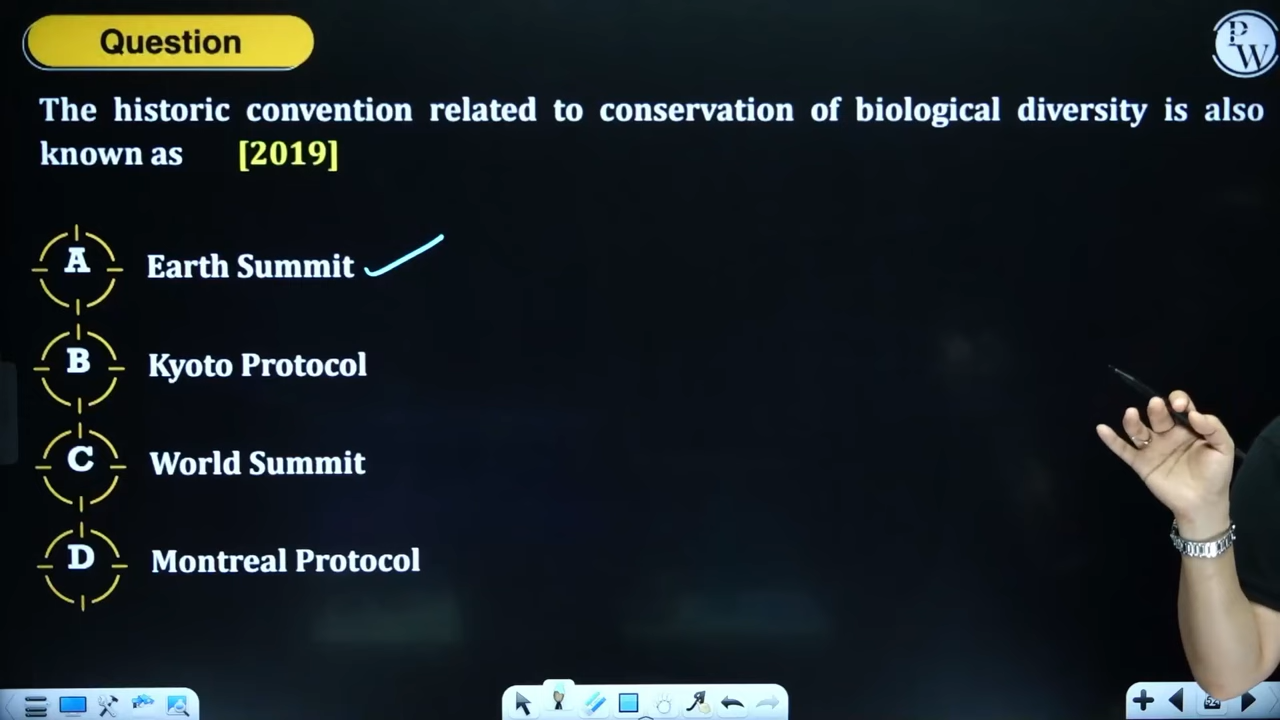 Question
PW
The historic convention related to conservation of biological diversity is also
known as [2019]
A Earth Summit
B Kyoto Protocol
C World Summit
D Montreal Protocol